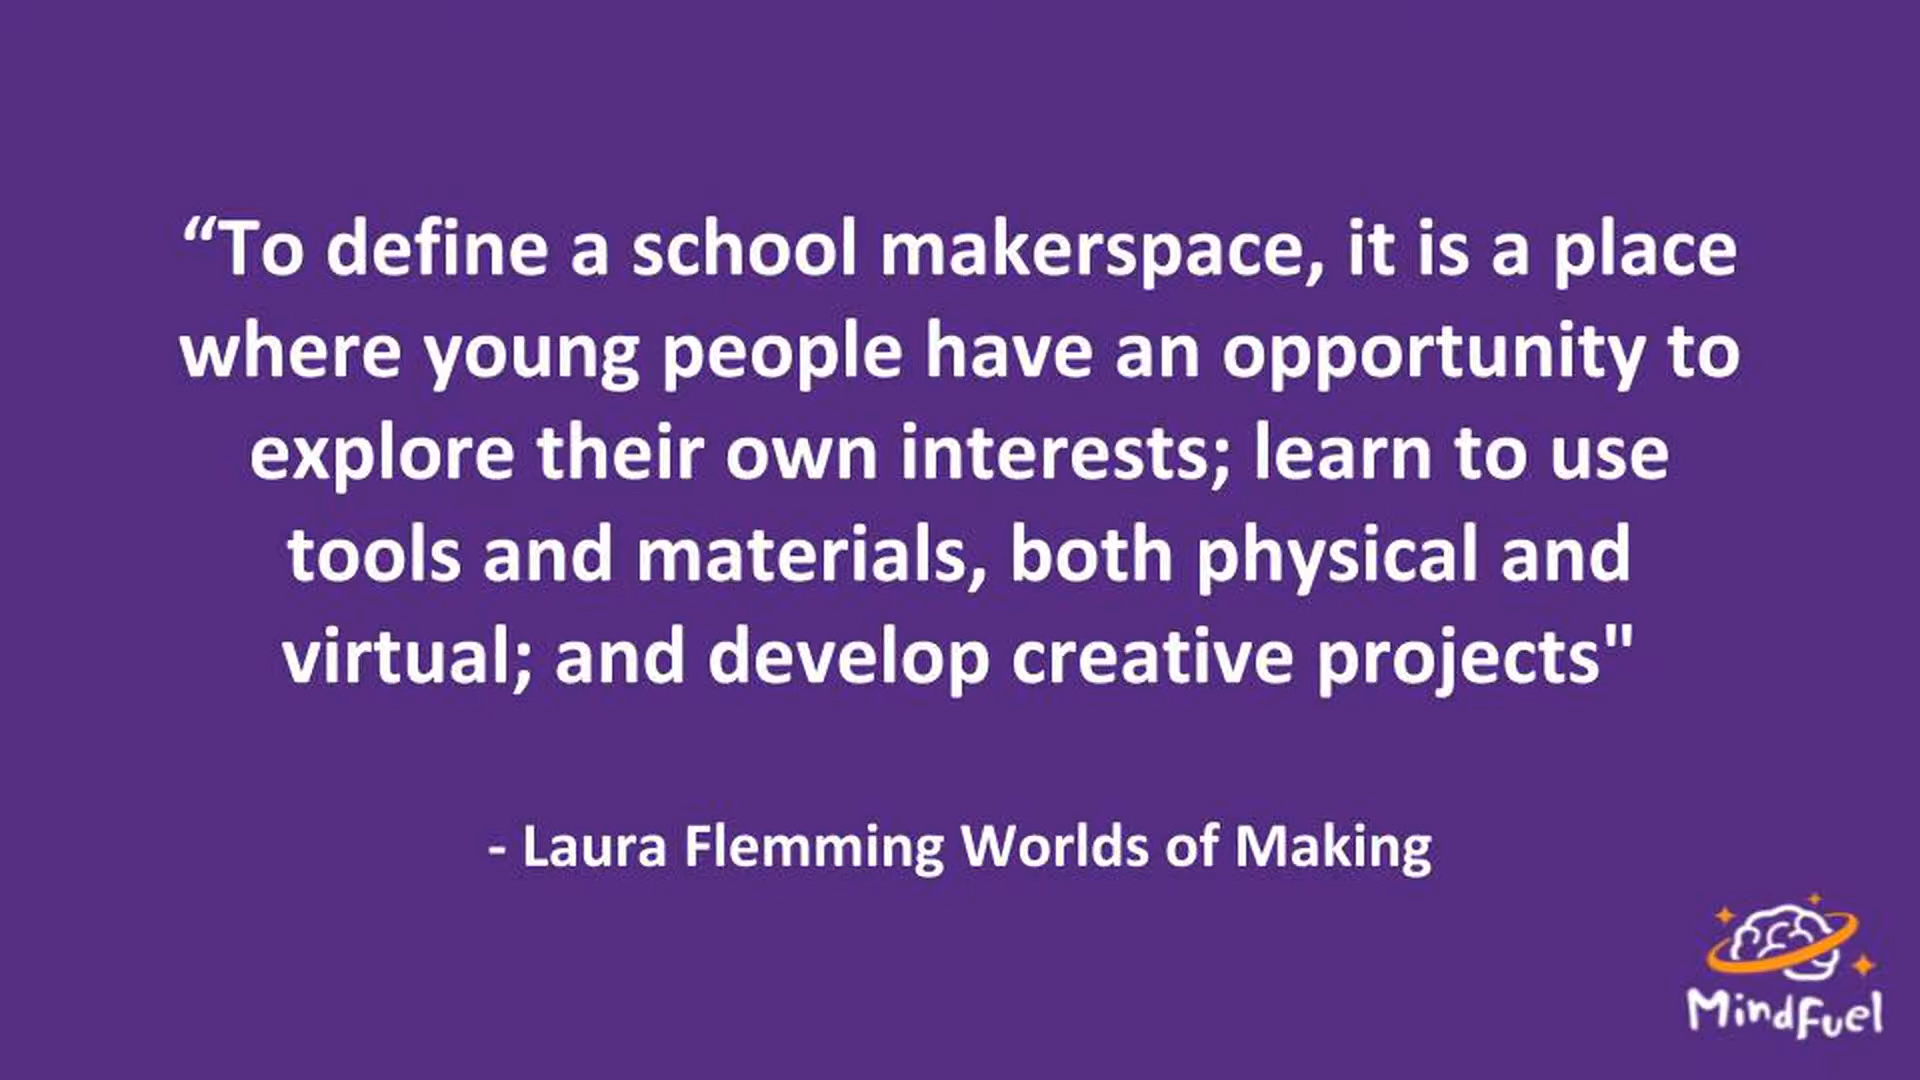 “To define a school makerspace, it is a place
where young people have an opportunity to
explore their own interests; learn to use
tools and materials, both physical and
virtual; and develop creative projects"
- Laura Flemming Worlds of Making
MindFuel